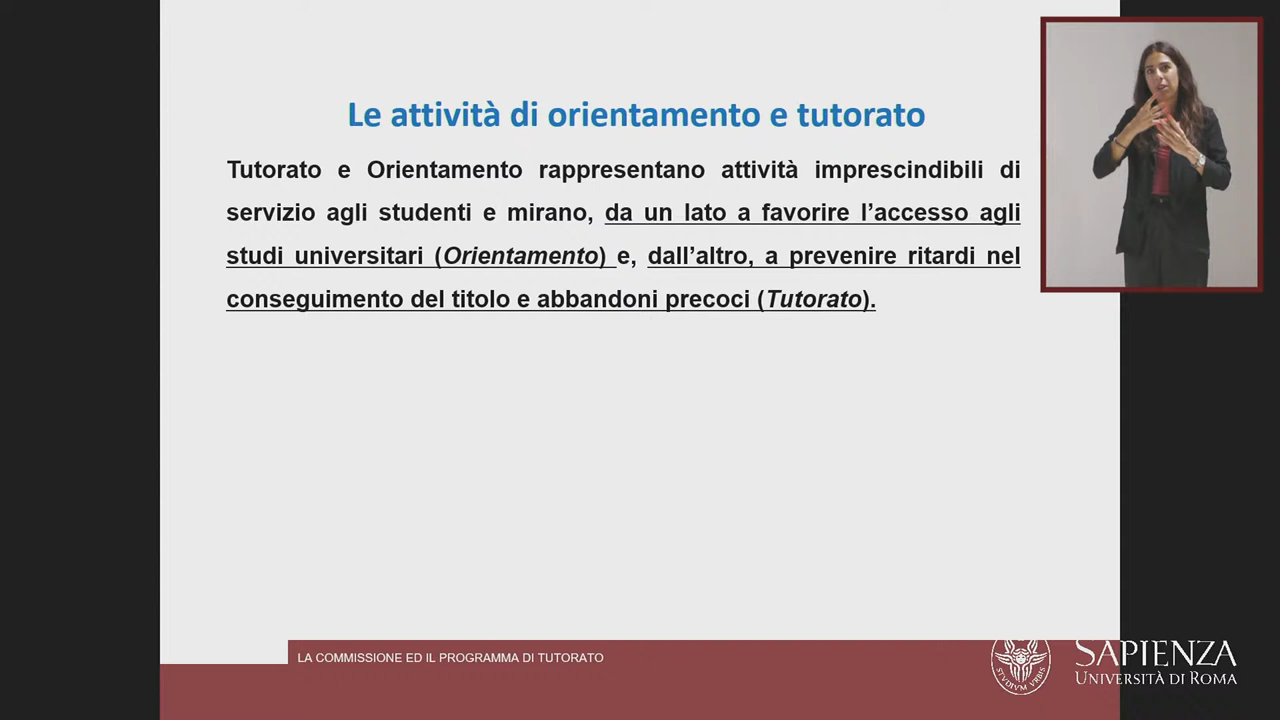 Le attività di orientamento e tutorato
Tutorato e Orientamento rappresentano attività imprescindibili di
servizio agli studenti e mirano, da un lato a favorire l’accesso agli
studi universitari (Orientamento) e, dall’altro, a prevenire ritardi nel
conseguimento del titolo e abbandoni precoci (Tutorato).
LA COMMISSIONE ED IL PROGRAMMA DI TUTORATO
STVDIVM VRBIS
SAPIENZA
UNIVERSITÀ DI ROMA